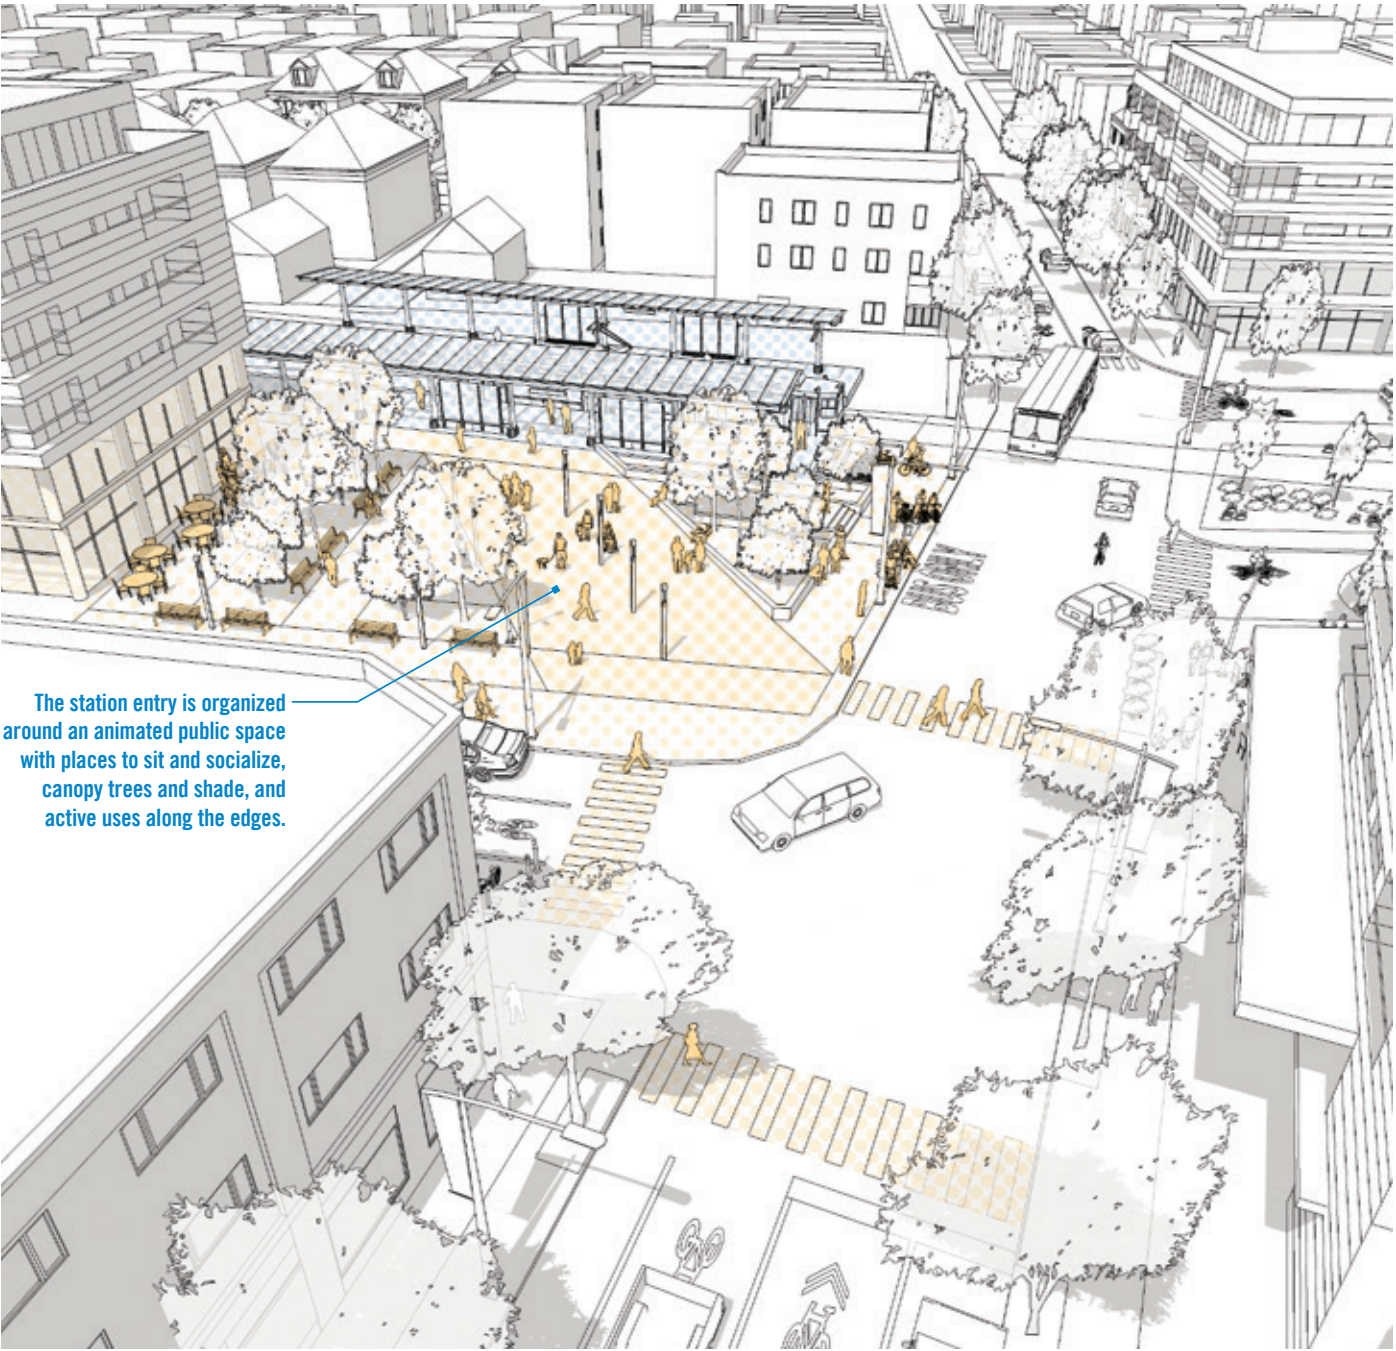 The station entry is organized
around an animated public space
with places to sit and socialize,
canopy trees and shade, and
active uses along the edges.